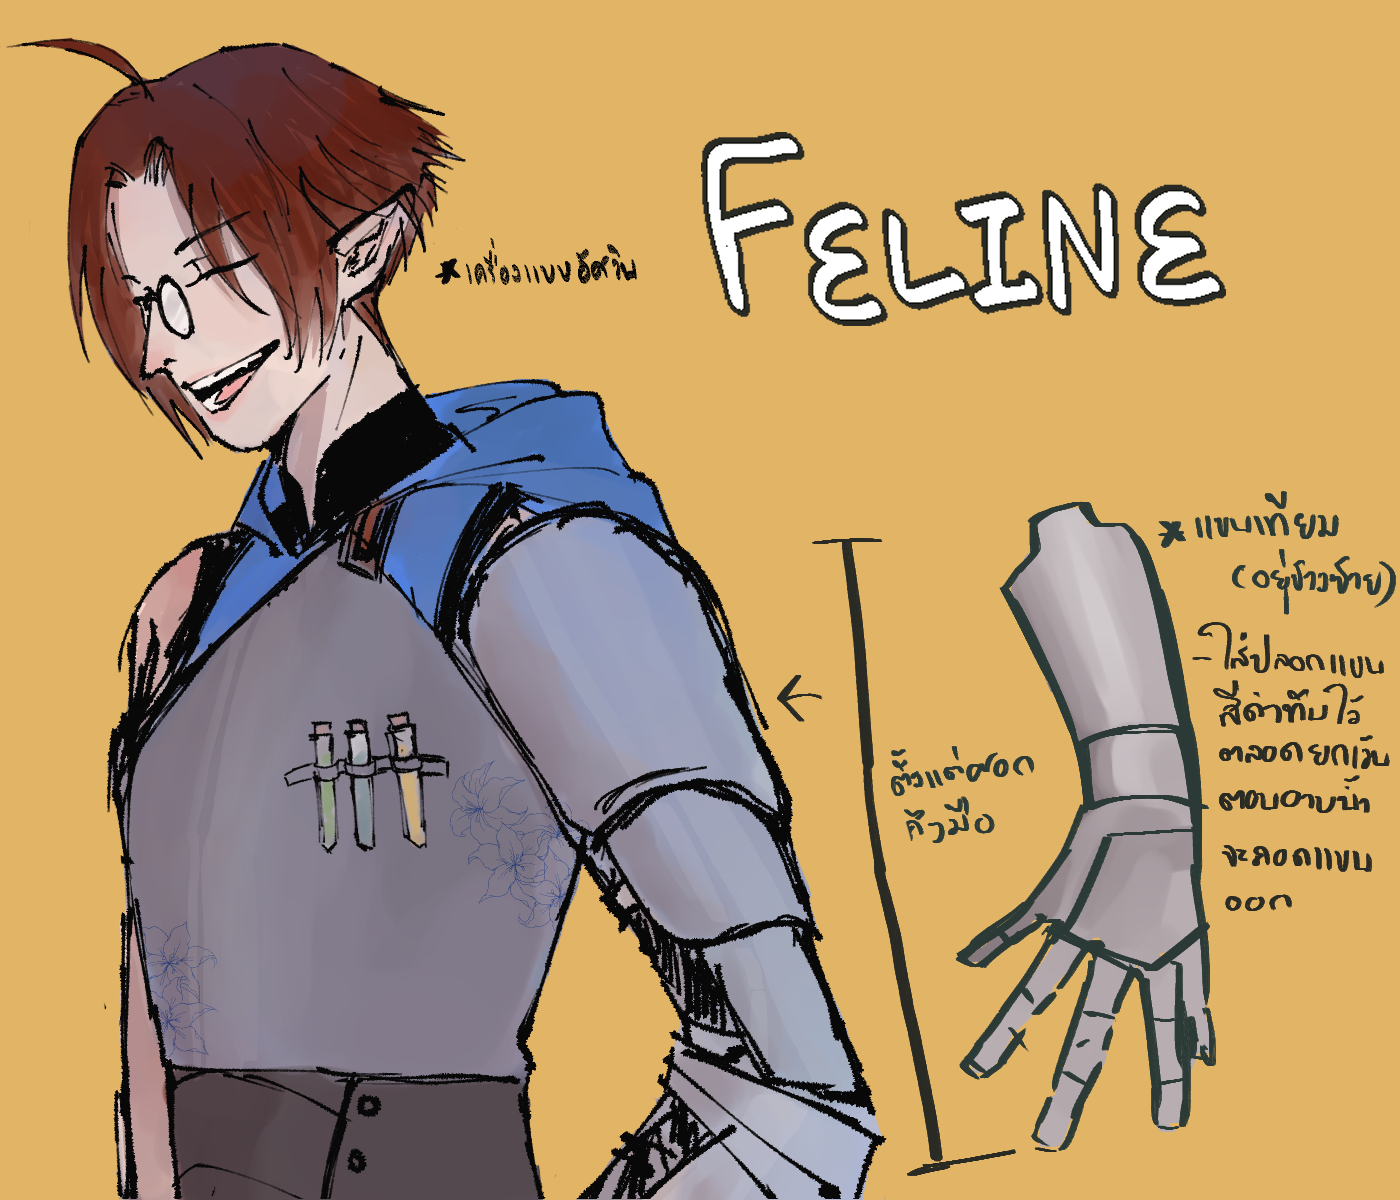 FELINE
*เครื่องแบบอัศวิน
*แขนเทียม
(อยู่ข้างซ้าย)
-ใส่ปลอกแขน
สีดำทับไว้
ตลอดยกเว้น
ตอนอาบน้ำ
จะถอดแขน
ออก
ตั้งแต่ศอก
ถึงมือ